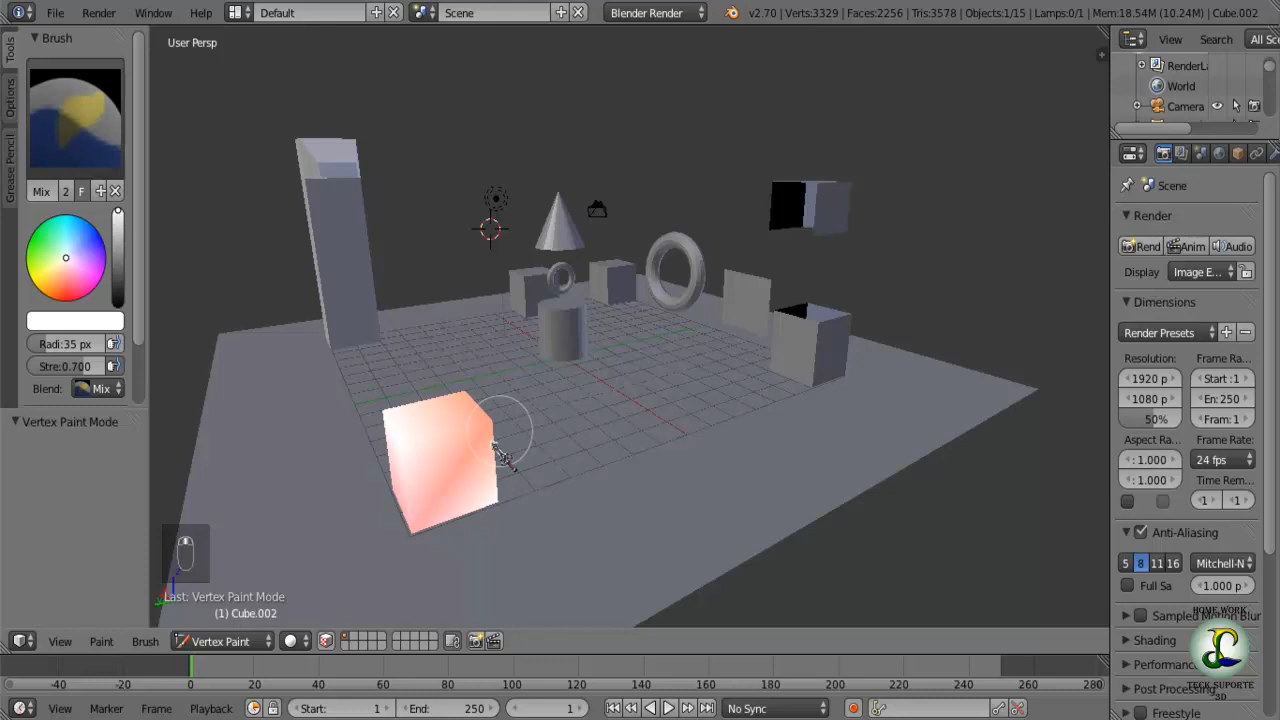 File Render Window Help Default Scene Blender Render v2.70 | Verts:3329 | Faces:2256 | Tris:3578 | Objects:1/15 | Lamps:0/1 | Mem:18.54M (10.24M) | Cube.002
Tools
Options
Grease Pencil
Brush
Mix 2 F
Radi:35 px
Stre:0.700
Blend: Mix
Vertex Paint Mode
User Persp
Last: Vertex Paint Mode
(1) Cube.002
View Paint Brush Vertex Paint
View Search All Sc
RenderLa
World
Camera
Scene
Render
Rend Anim Audio
Display Image E...
Dimensions
Render Presets
Resolution: Frame Ra...
1920 p Start :1
1080 p En: 250
50% Fram: 1
Aspect Ra... Frame Rate:
: 1.000 24 fps
: 1.000 Time Rem...
1 1
Anti-Aliasing
5 8 11 16 Mitchell-N
Full Sa 1.000 p
Sampled Motion Blur
HOME WORK
Shading
Performanc
TECK SUPORTE
3D
Post Processing
Freestyle
-40 -20 0 20 40 60 80 100 120 140 160 180 200 220 240 260 280
View Marker Frame Playback Start: 1 End: 250 1 No Sync